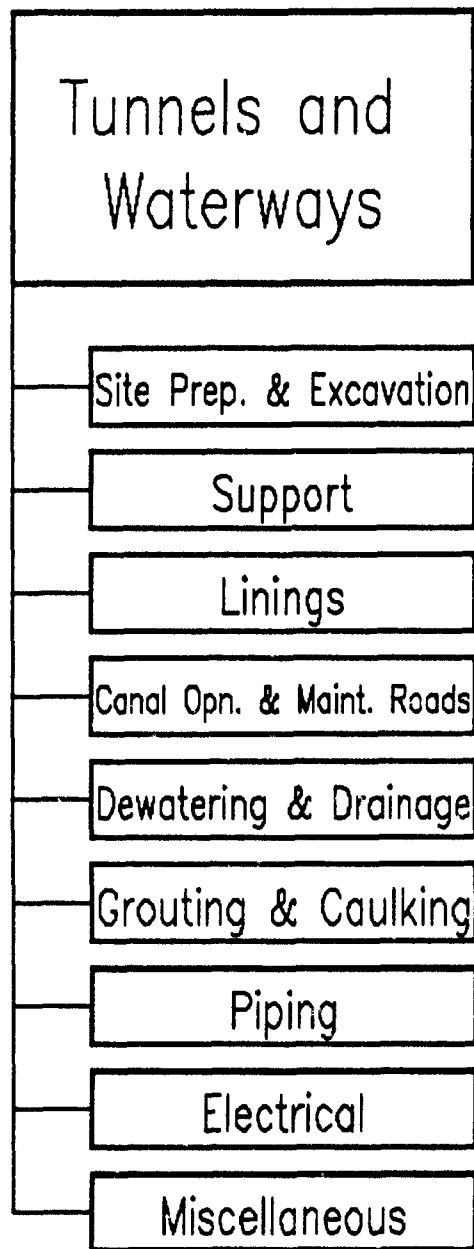 Tunnels and
Waterways
Site Prep. & Excavation
Support
Linings
Canal Opn. & Maint. Roads
Dewatering & Drainage
Grouting & Caulking
Piping
Electrical
Miscellaneous